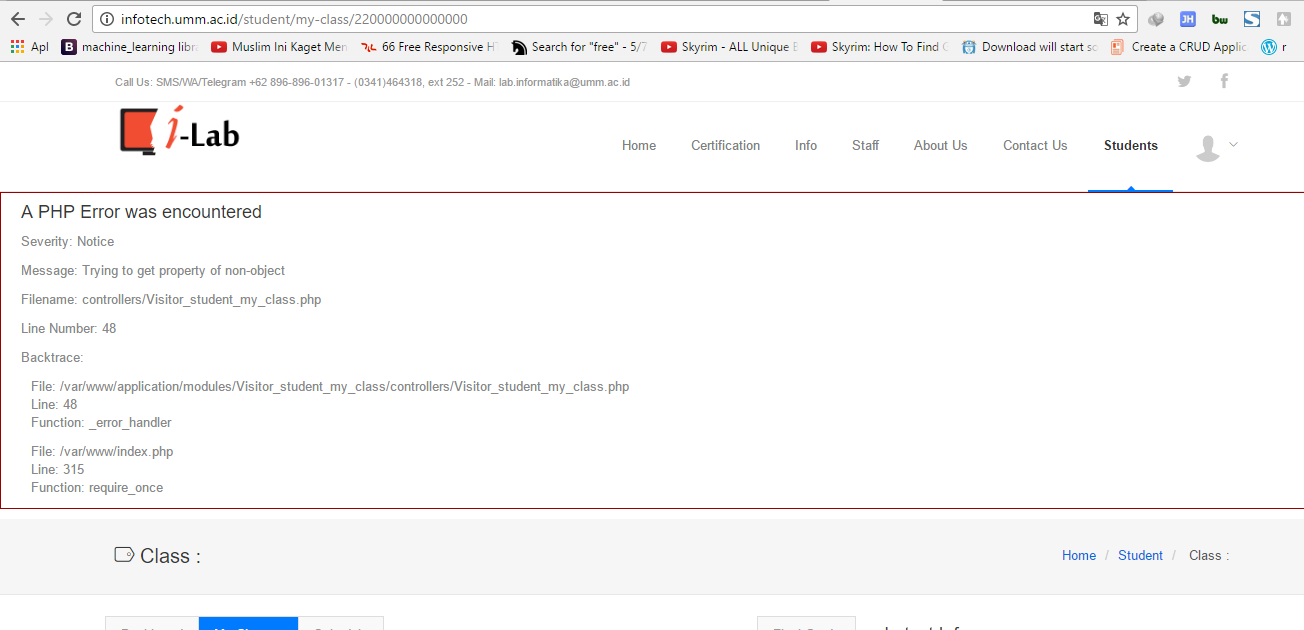 infotech.umm.ac.id/student/my-class/220000000000000
Apl B machine_learning libra Muslim Ini Kaget Men 66 Free Responsive HT Search for "free" - 5/7 Skyrim - ALL Unique E Skyrim: How To Find C Download will start sc Create a CRUD Applic r
JH bw S
Call Us: SMS/WA/Telegram +62 896-896-01317 - (0341)464318, ext 252 - Mail: lab.informatika@umm.ac.id
i-Lab
Home Certification Info Staff About Us Contact Us Students
A PHP Error was encountered
Severity: Notice
Message: Trying to get property of non-object
Filename: controllers/Visitor_student_my_class.php
Line Number: 48
Backtrace:
File: /var/www/application/modules/Visitor_student_my_class/controllers/Visitor_student_my_class.php
Line: 48
Function: _error_handler
File: /var/www/index.php
Line: 315
Function: require_once
Class :
Home / Student / Class :